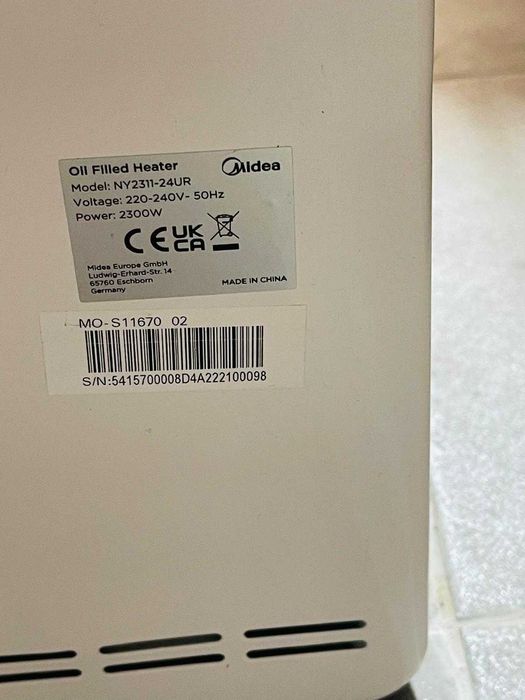 Oil Filled Heater
Midea
Model: NY2311-24UR
Voltage: 220-240V~ 50Hz
Power: 2300W
CE UK CA
Midea Europe GmbH
Ludwig-Erhard-Str. 14
65760 Eschborn
Germany
MADE IN CHINA
MO-S11670 02
S/N:5415700008D4A222100098